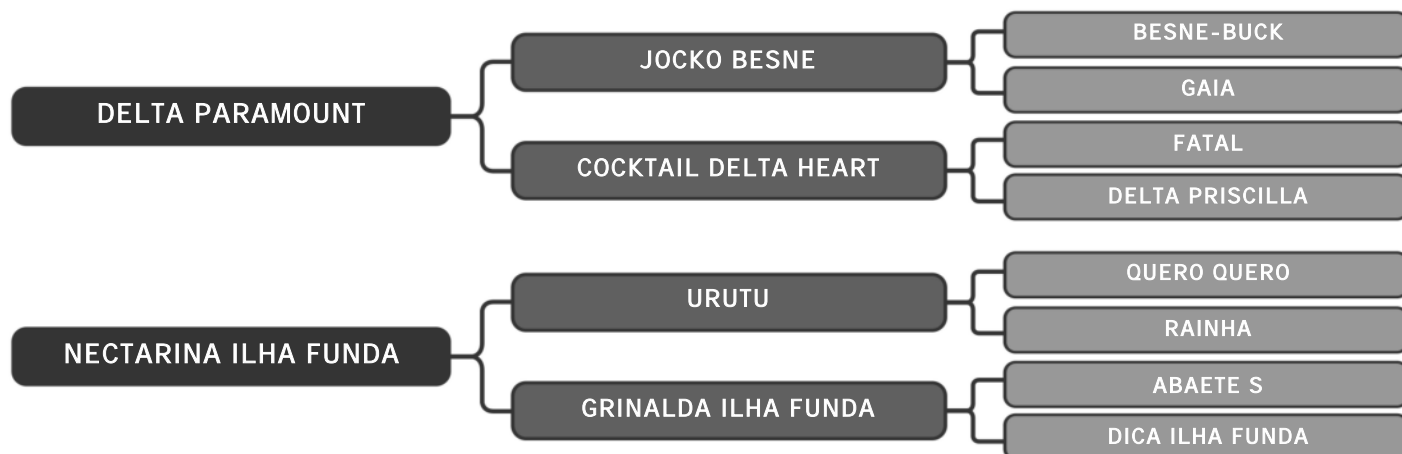 DELTA PARAMOUNT
JOCKO BESNE
BESNE-BUCK
GAIA
COCKTAIL DELTA HEART
FATAL
DELTA PRISCILLA
NECTARINA ILHA FUNDA
URUTU
QUERO QUERO
RAINHA
GRINALDA ILHA FUNDA
ABAETE S
DICA ILHA FUNDA